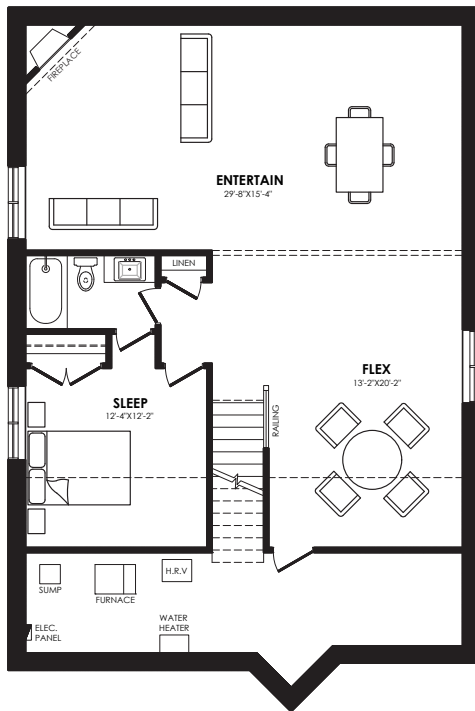 FIREPLACE
ENTERTAIN
29'-8"X15'-4"
LINEN
FLEX
13'-2"X20'-2"
SLEEP
12'-4"X12'-2"
RAILING
H.R.V
SUMP
FURNACE
ELEC.
PANEL
WATER
HEATER